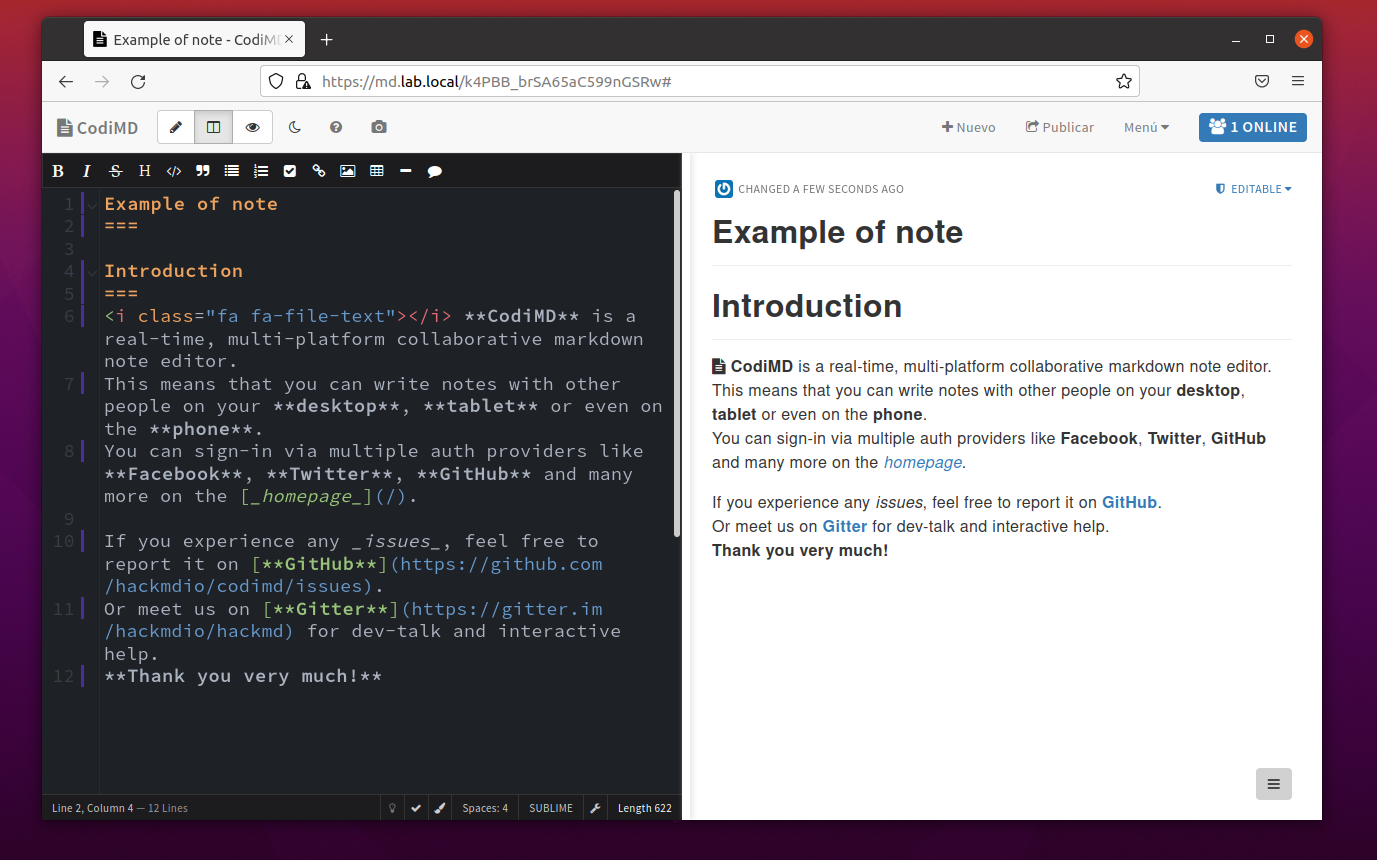 Example of note - CodiM
https://md.lab.local/k4PBB_brSA65aC599nGSRw#
CodiMD
Nuevo
Publicar
Menú
1 ONLINE
B I S H </>
1 Example of note
2 ===
3
4 Introduction
5 ===
6 <i class="fa fa-file-text"></i> **CodiMD** is a
real-time, multi-platform collaborative markdown
note editor.
7 This means that you can write notes with other
people on your **desktop**, **tablet** or even on
the **phone**.
8 You can sign-in via multiple auth providers like
**Facebook**, **Twitter**, **GitHub** and many
more on the [_homepage_](/).
9
10 If you experience any _issues_, feel free to
report it on [**GitHub**](https://github.com
/hackmdio/codimd/issues).
11 Or meet us on [**Gitter**](https://gitter.im
/hackmdio/hackmd) for dev-talk and interactive
help.
12 **Thank you very much!**
Line 2, Column 4 — 12 Lines
Spaces: 4
SUBLIME
Length 622
CHANGED A FEW SECONDS AGO
EDITABLE
Example of note
Introduction
CodiMD is a real-time, multi-platform collaborative markdown note editor.
This means that you can write notes with other people on your desktop,
tablet or even on the phone.
You can sign-in via multiple auth providers like Facebook, Twitter, GitHub
and many more on the homepage.
If you experience any issues, feel free to report it on GitHub.
Or meet us on Gitter for dev-talk and interactive help.
Thank you very much!